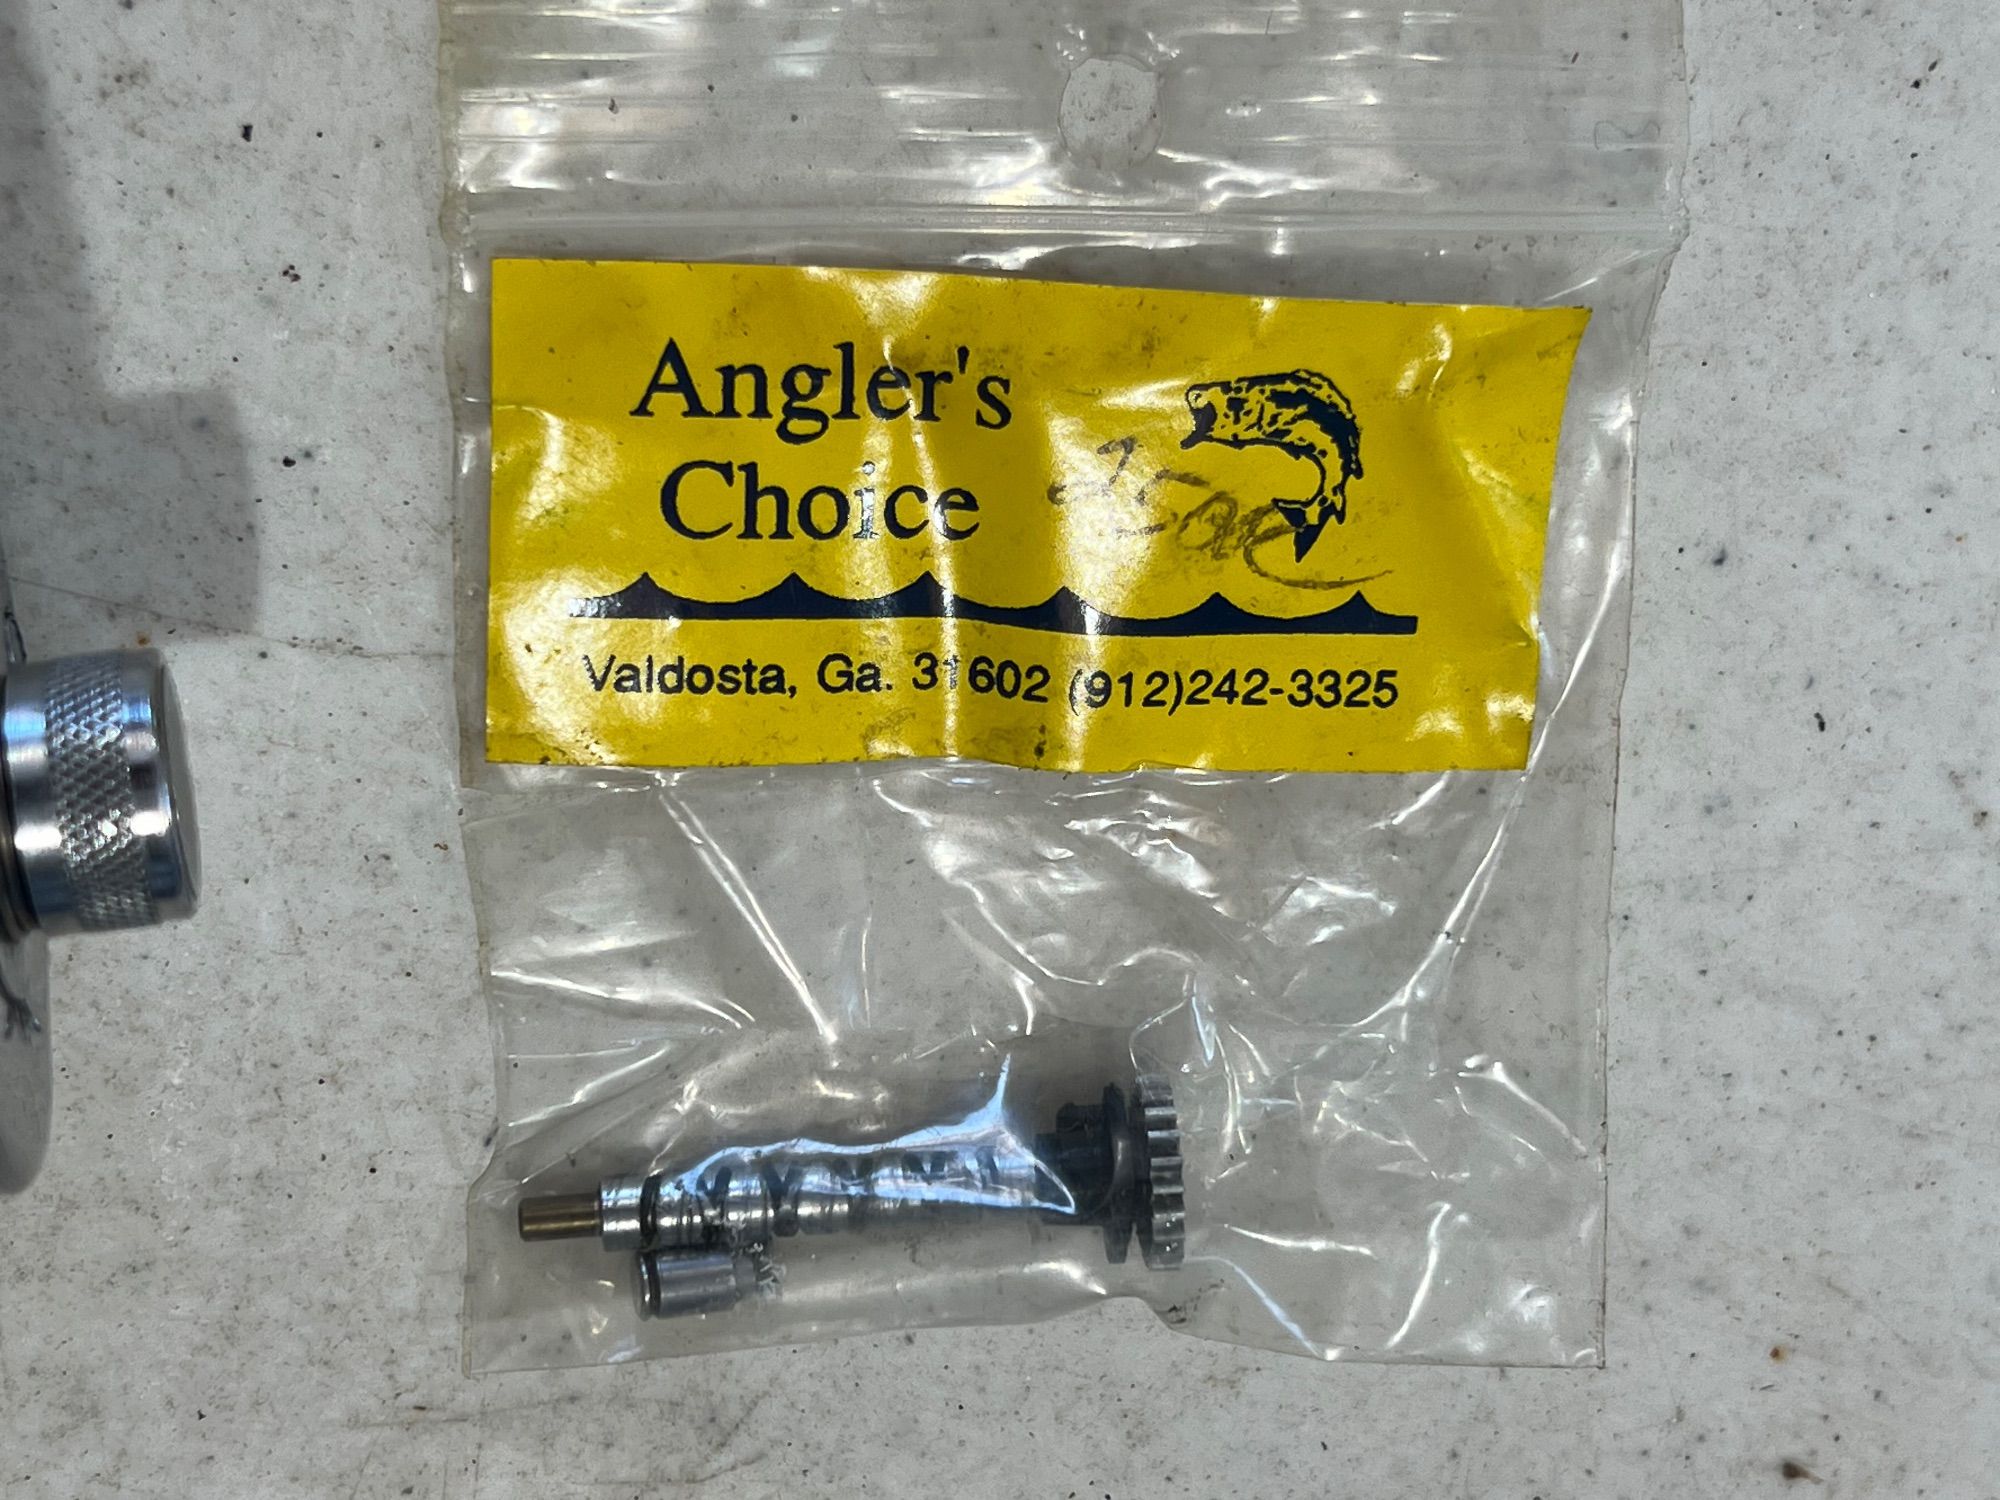 Angler's
Choice
Valdosta, Ga. 31602 (912)242-3325